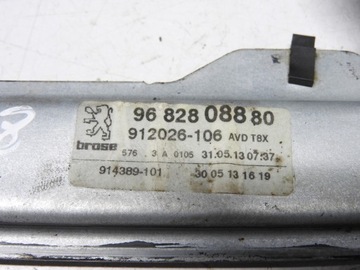 96 828 088 80
912026-106 AVD T8X
brose
576 3 A 0105 31.05.13 07:37
914389-101 30 05 13 16 19
8